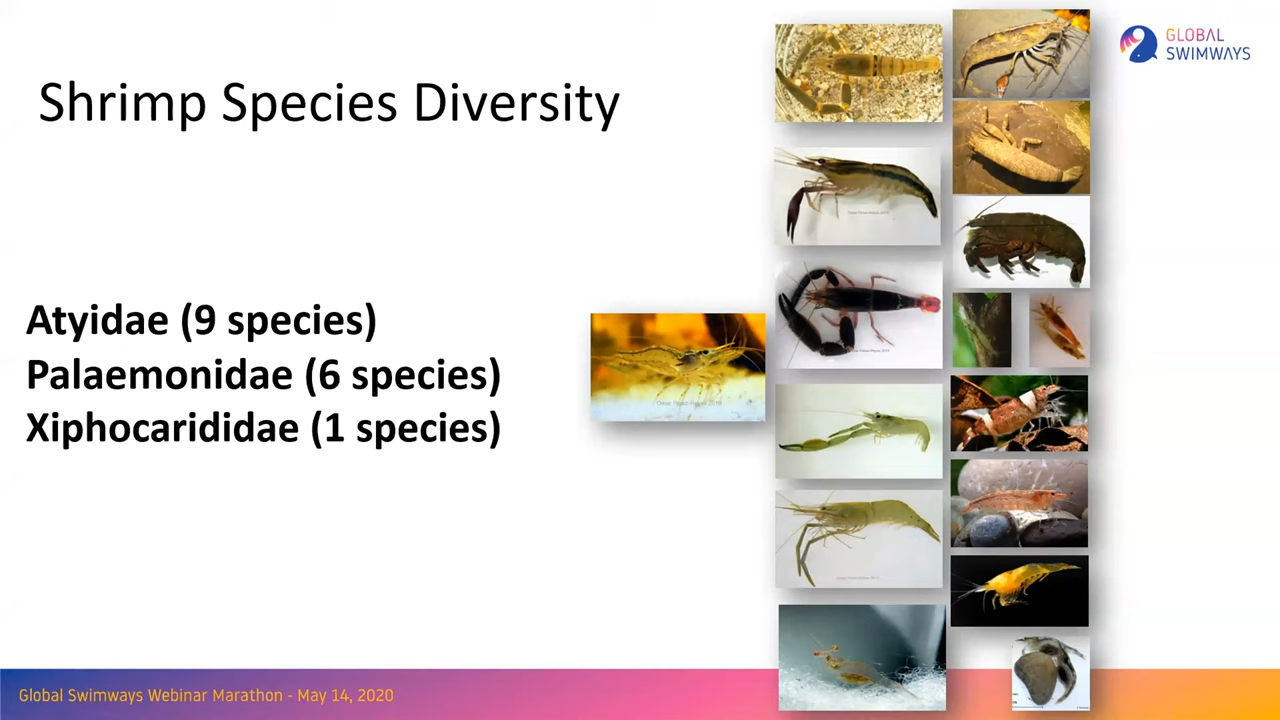 Shrimp Species Diversity
GLOBAL
SWIMWAYS
Atyidae (9 species)
Palaemonidae (6 species)
Xiphocarididae (1 species)
Global Swimways Webinar Marathon - May 14, 2020